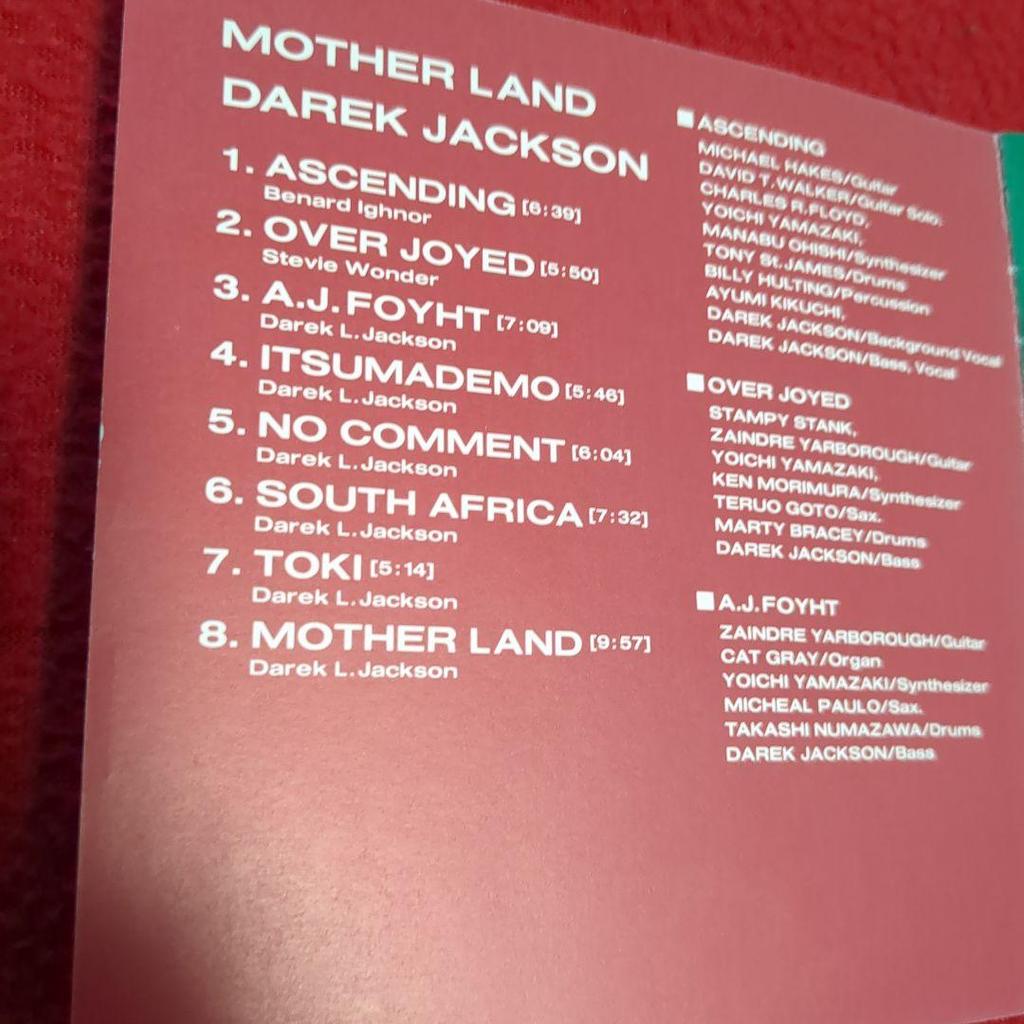 MOTHER LAND
DAREK JACKSON
1. ASCENDING [6:39]
Benard Ighnor
2. OVER JOYED [5:50]
Stevie Wonder
3. A.J.FOYHT [7:09]
Darek L.Jackson
4. ITSUMADEMO [5:46]
Darek L.Jackson
5. NO COMMENT [6:04]
Darek L.Jackson
6. SOUTH AFRICA [7:32]
Darek L.Jackson
7. TOKI [5:14]
Darek L.Jackson
8. MOTHER LAND [9:57]
Darek L.Jackson
■ASCENDING
MICHAEL HAKES/Guitar
DAVID T.WALKER/Guitar Solo,
CHARLES R.FLOYD,
YOICHI YAMAZAKI,
MANABU OHISHI/Synthesizer
TONY St.JAMES/Drums
BILLY HULTING/Percussion
AYUMI KIKUCHI,
DAREK JACKSON/Background Vocal
DAREK JACKSON/Bass, Vocal
■OVER JOYED
STAMPY STANK,
ZAINDRE YARBOROUGH/Guitar
YOICHI YAMAZAKI,
KEN MORIMURA/Synthesizer
TERUO GOTO/Sax.
MARTY BRACEY/Drums
DAREK JACKSON/Bass
■A.J.FOYHT
ZAINDRE YARBOROUGH/Guitar
CAT GRAY/Organ
YOICHI YAMAZAKI/Synthesizer
MICHEAL PAULO/Sax.
TAKASHI NUMAZAWA/Drums
DAREK JACKSON/Bass